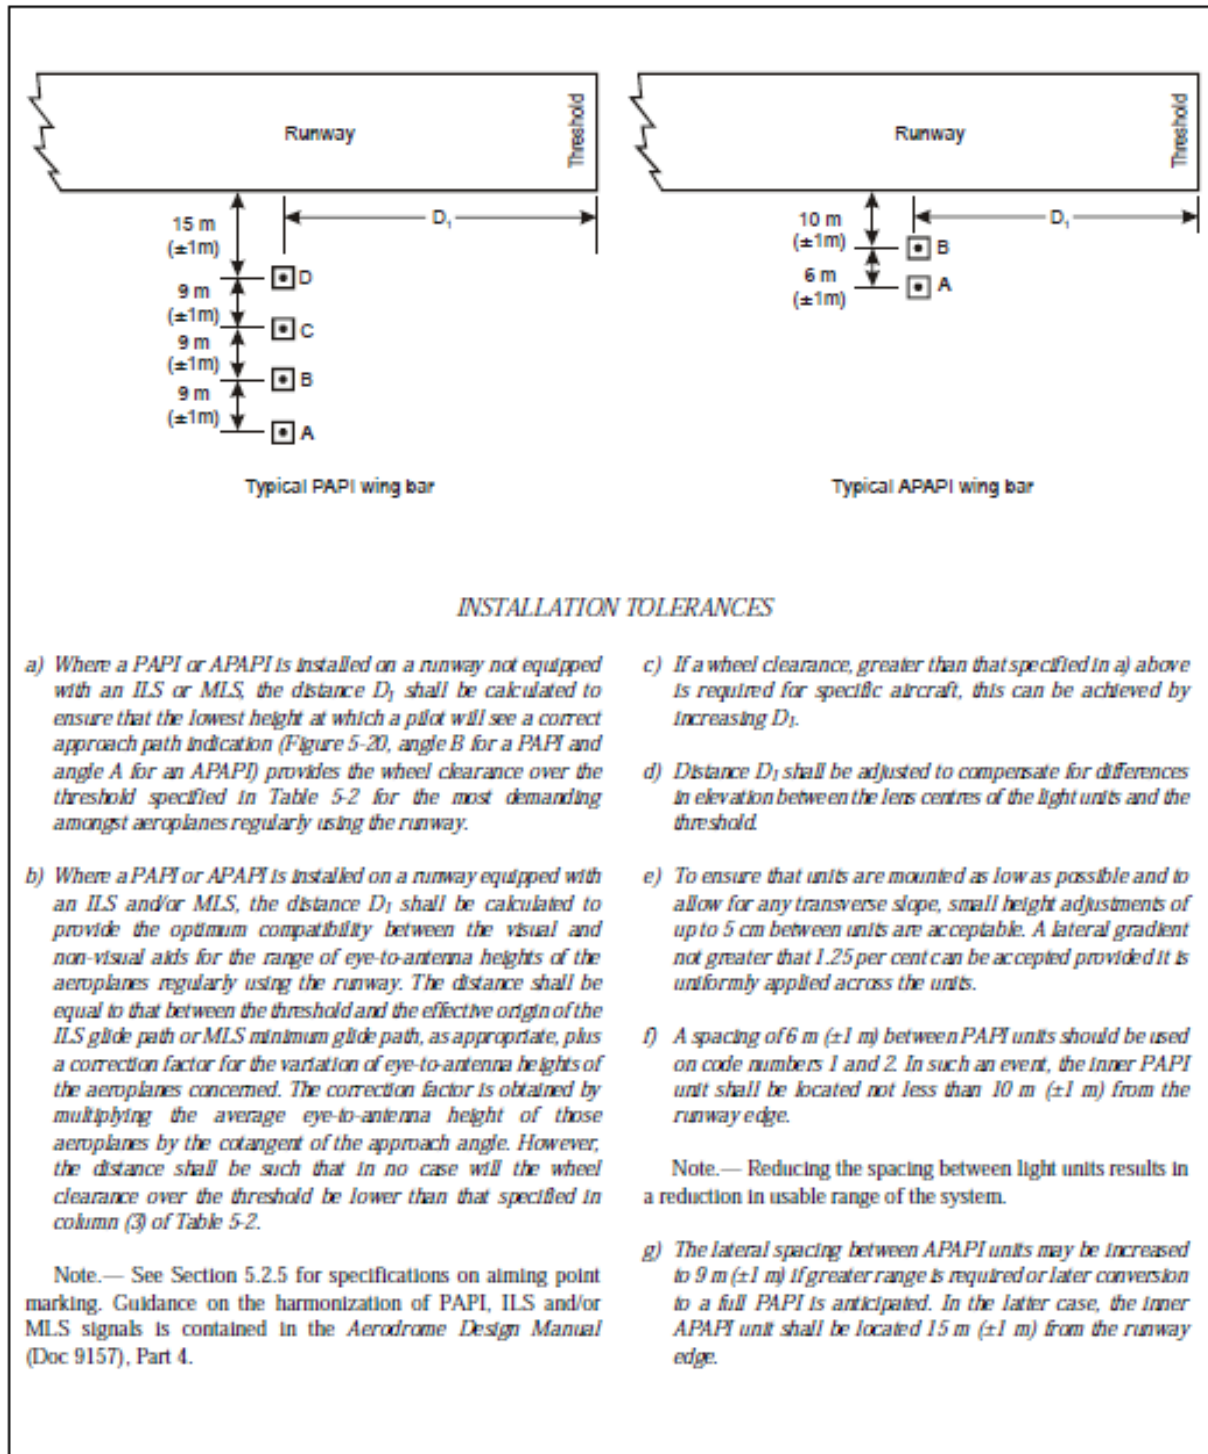 Runway
Threshold
15 m
(±1m)
D1
D
9 m
(±1m)
C
9 m
(±1m)
B
9 m
(±1m)
A
Typical PAPI wing bar
Runway
Threshold
10 m
(±1m)
D1
B
6 m
(±1m)
A
Typical APAPI wing bar
INSTALLATION TOLERANCES
a) Where a PAPI or APAPI is installed on a runway not equipped
with an ILS or MLS, the distance D1 shall be calculated to
ensure that the lowest height at which a pilot will see a correct
approach path indication (Figure 5-20, angle B for a PAPI and
angle A for an APAPI) provides the wheel clearance over the
threshold specified in Table 5-2 for the most demanding
amongst aeroplanes regularly using the runway.
b) Where a PAPI or APAPI is installed on a runway equipped with
an ILS and/or MLS, the distance D1 shall be calculated to
provide the optimum compatibility between the visual and
non-visual aids for the range of eye-to-antenna heights of the
aeroplanes regularly using the runway. The distance shall be
equal to that between the threshold and the effective origin of the
ILS glide path or MLS minimum glide path, as appropriate, plus
a correction factor for the variation of eye-to-antenna heights of
the aeroplanes concerned. The correction factor is obtained by
multiplying the average eye-to-antenna height of those
aeroplanes by the cotangent of the approach angle. However,
the distance shall be such that in no case will the wheel
clearance over the threshold be lower than that specified in
column (3) of Table 5-2.
Note.— See Section 5.2.5 for specifications on aiming point
marking. Guidance on the harmonization of PAPI, ILS and/or
MLS signals is contained in the Aerodrome Design Manual
(Doc 9157), Part 4.
c) If a wheel clearance, greater than that specified in a) above
is required for specific aircraft, this can be achieved by
increasing D1.
d) Distance D1 shall be adjusted to compensate for differences
in elevation between the lens centres of the light units and the
threshold.
e) To ensure that units are mounted as low as possible and to
allow for any transverse slope, small height adjustments of
up to 5 cm between units are acceptable. A lateral gradient
not greater that 1.25 per cent can be accepted provided it is
uniformly applied across the units.
f) A spacing of 6 m (±1 m) between PAPI units should be used
on code numbers 1 and 2. In such an event, the inner PAPI
unit shall be located not less than 10 m (±1 m) from the
runway edge.
Note.— Reducing the spacing between light units results in
a reduction in usable range of the system.
g) The lateral spacing between APAPI units may be increased
to 9 m (±1 m) if greater range is required or later conversion
to a full PAPI is anticipated. In the latter case, the inner
APAPI unit shall be located 15 m (±1 m) from the runway
edge.